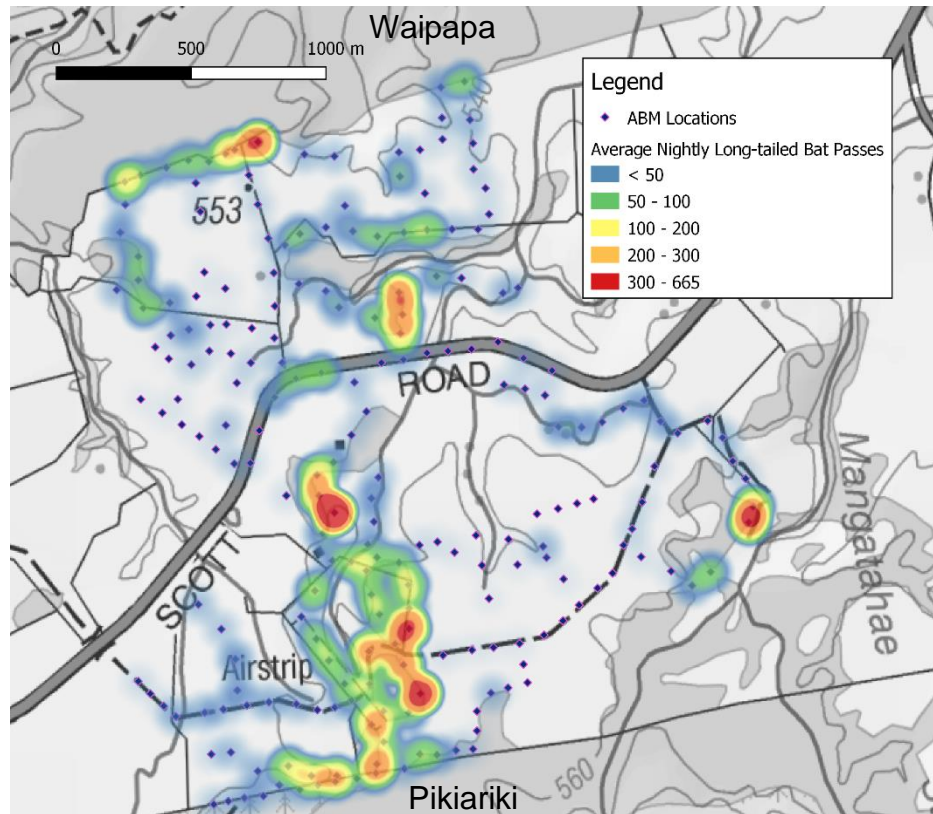 Waipapa
0 500 1000 m
Legend
ABM Locations
Average Nightly Long-tailed Bat Passes
< 50
50 - 100
100 - 200
200 - 300
300 - 665
540
553
ROAD
SCOTT
Mangatahae
Airstrip
560
Pikiariki